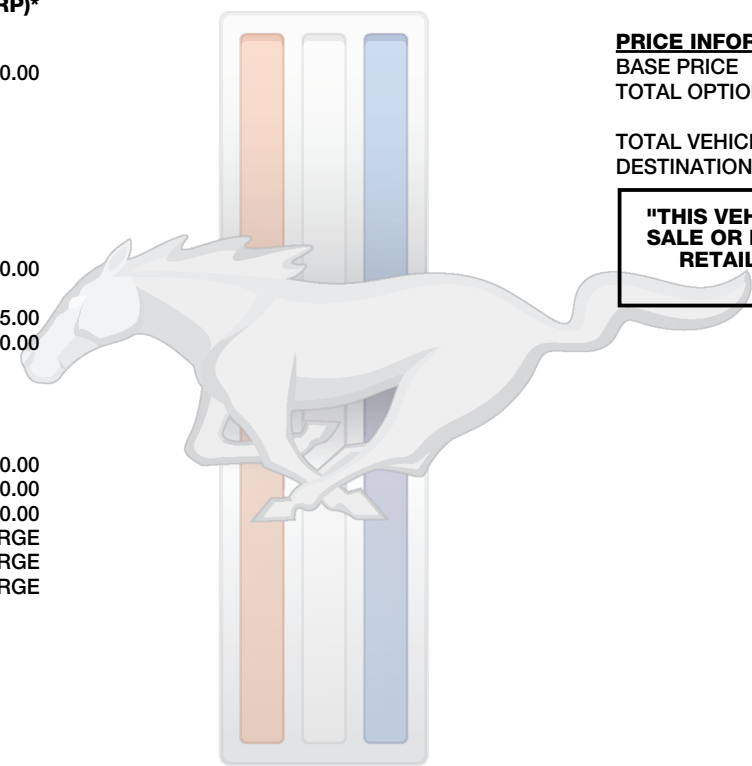 RP)*
0.00
0.00
5.00
0.00
0.00
0.00
0.00
RGE
RGE
RGE
PRICE INFOR
BASE PRICE
TOTAL OPTIO
TOTAL VEHIC
DESTINATION
"THIS VEH
SALE OR
RETAIL